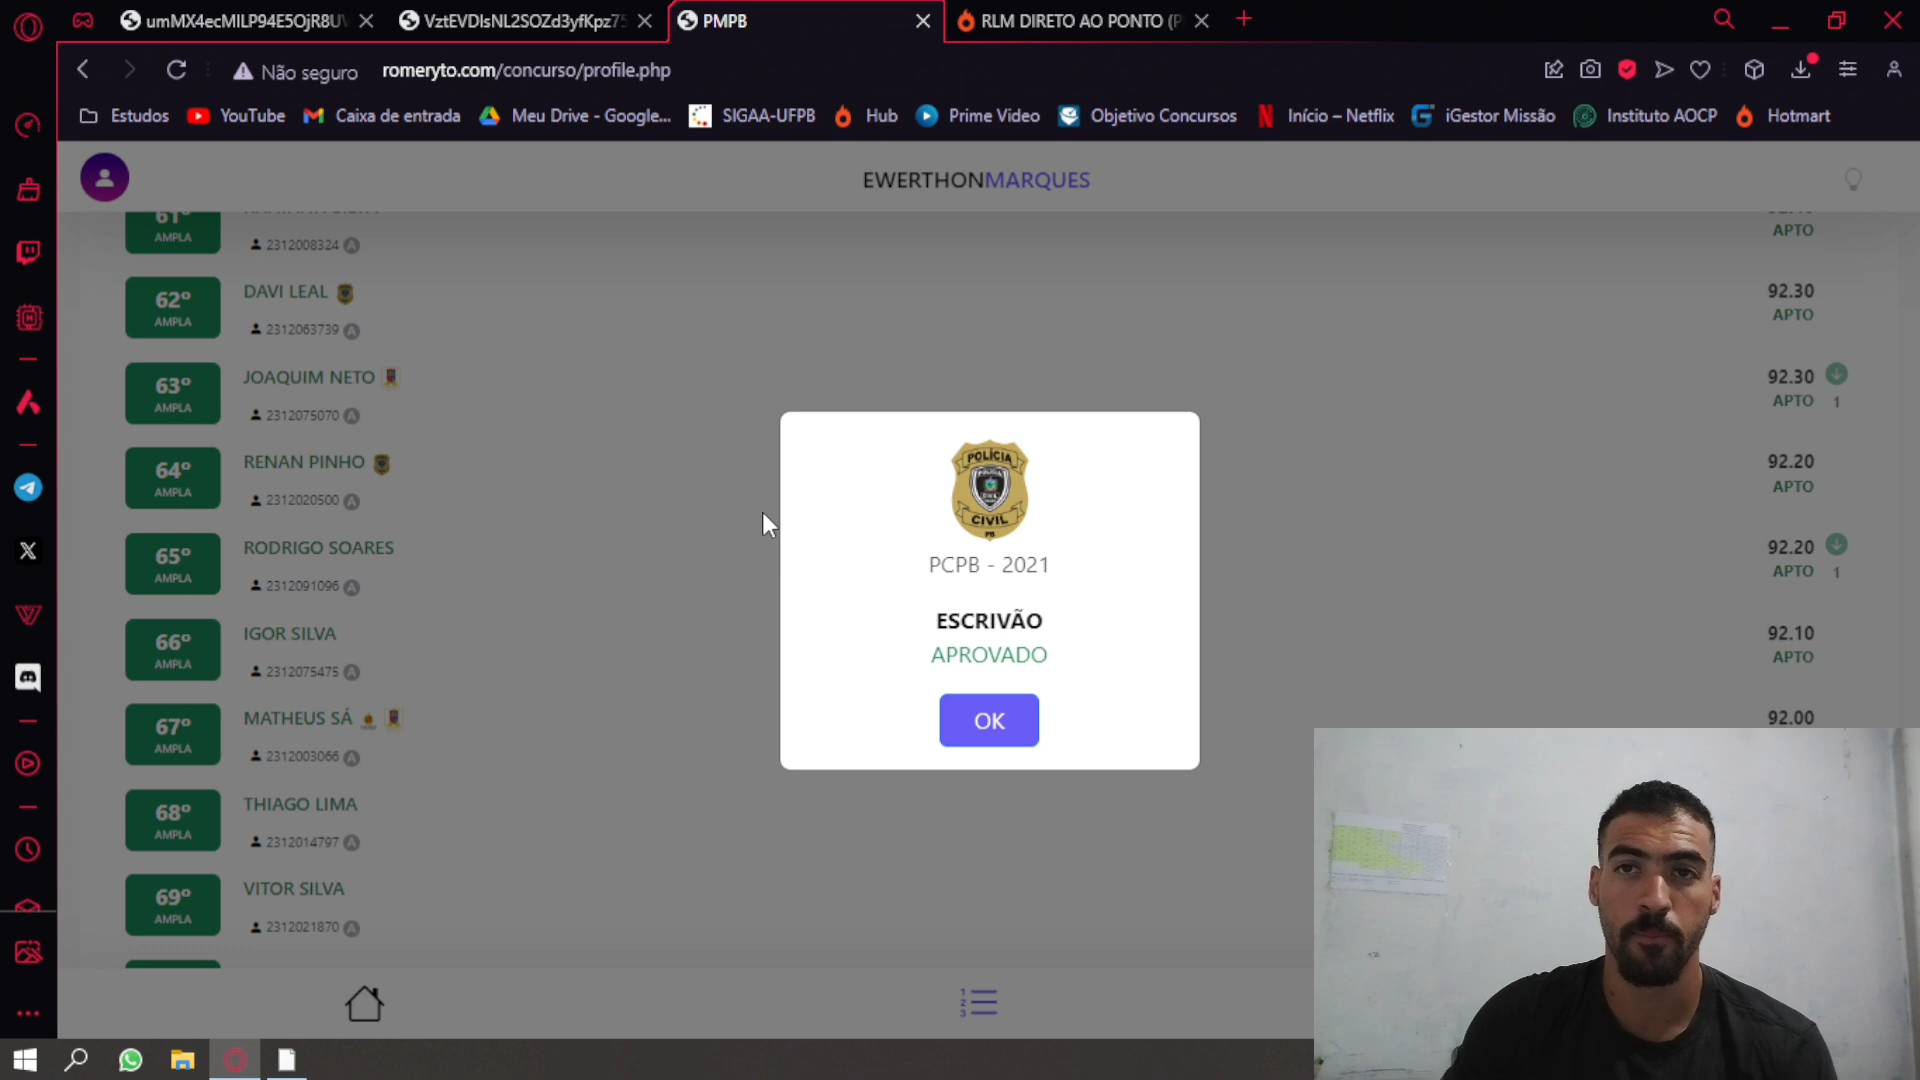 VztEVDIsNL2SOZd3yfKpz75
PMPB
RLM DIRETO AO PONTO (P
Não seguro
romeryto.com/concurso/profile.php
Estudos
YouTube
Caixa de entrada
Meu Drive - Google...
SIGAA-UFPB
Hub
Prime Video
Objetivo Concursos
Início – Netflix
iGestor Missão
Instituto AOCP
Hotmart
EWERTHONMARQUES
61º
AMPLA
2312008324 A
APTO
62º
AMPLA
DAVI LEAL
2312063739 A
92.30
APTO
63º
AMPLA
JOAQUIM NETO
2312075070 A
92.30
APTO 1
64º
AMPLA
RENAN PINHO
2312020500 A
92.20
APTO
65º
AMPLA
RODRIGO SOARES
2312091096 A
92.20
APTO 1
66º
AMPLA
IGOR SILVA
2312075475 A
92.10
APTO
67º
AMPLA
MATHEUS SÁ
2312003066 A
92.00
68º
AMPLA
THIAGO LIMA
2312014797 A
69º
AMPLA
VITOR SILVA
2312021870 A
POLÍCIA
CIVIL
PB
PCPB - 2021
ESCRIVÃO
APROVADO
OK